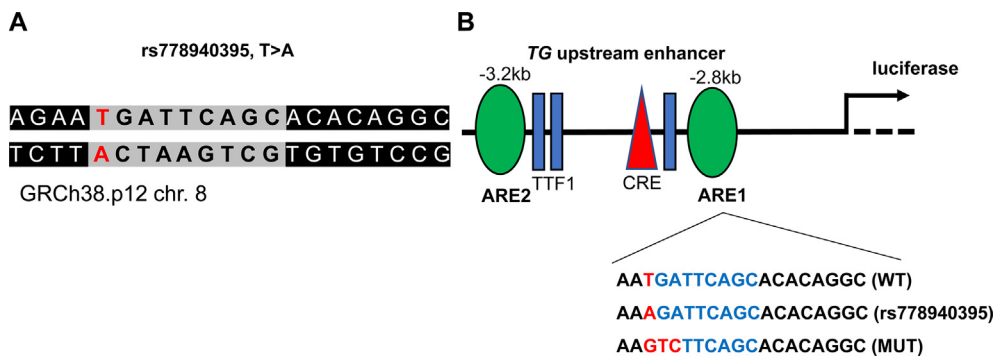 A
rs778940395, T>A
AGAATGATTCAGCACACAGGC
TCTTACTAAGTCGTGTGTCCG
GRCh38.p12 chr. 8
B
TG upstream enhancer
-3.2kb
-2.8kb
luciferase
TTF1
CRE
ARE2
ARE1
AATGATTCAGCACACAGGC (WT)
AAAGATTCAGCACACAGGC (rs778940395)
AAGTCTTCAGCACACAGGC (MUT)